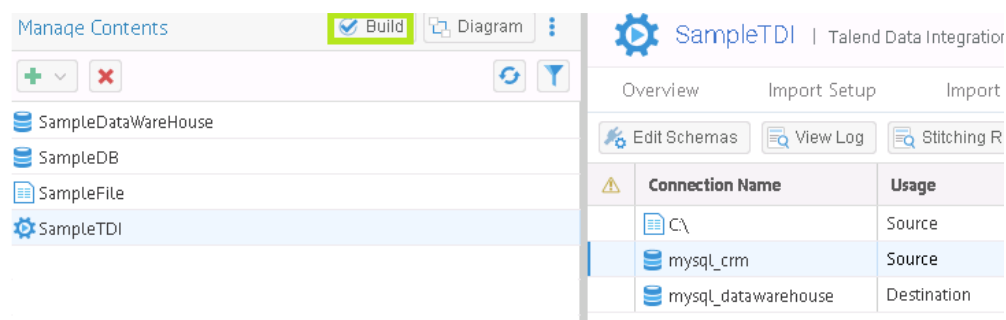 Manage Contents
Build
Diagram
SampleDataWareHouse
SampleDB
SampleFile
SampleTDI
SampleTDI | Talend Data Integration
Overview Import Setup Import
Edit Schemas View Log Stitching R
Connection Name Usage
C:\ Source
mysql_crm Source
mysql_datawarehouse Destination